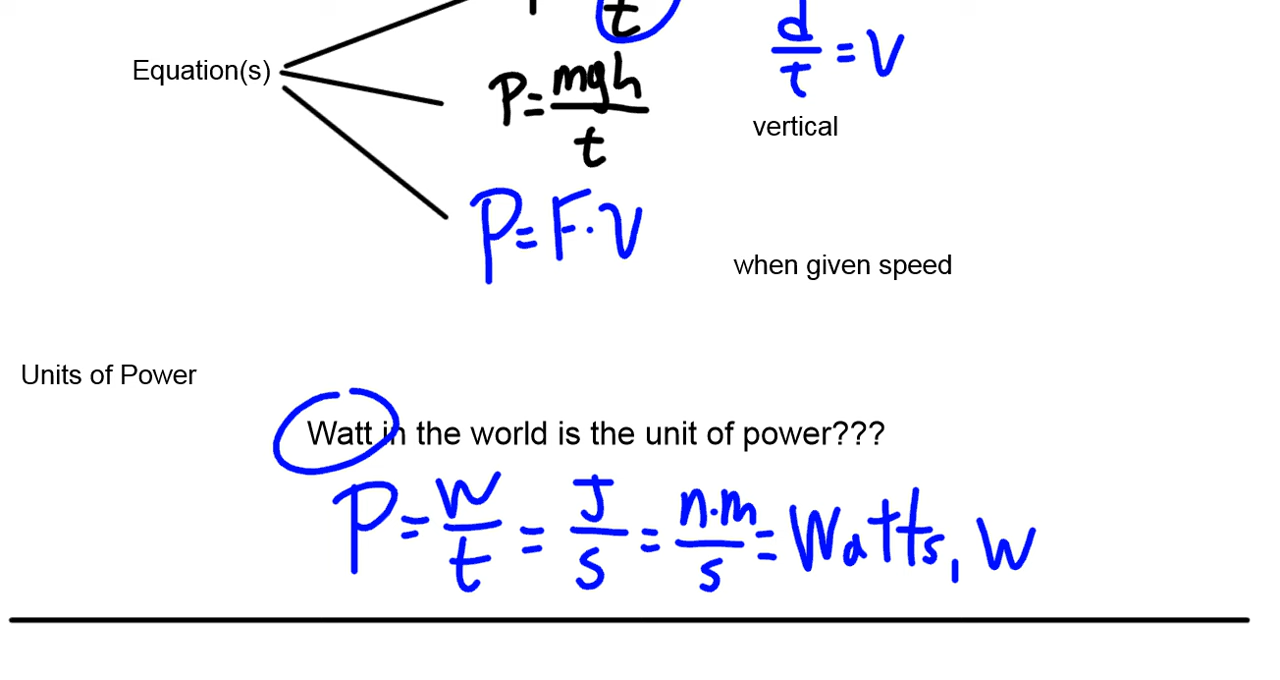 t
d/t = V
Equation(s)
P = mgh/t
vertical
P = F · V
when given speed
Units of Power
Watt in the world is the unit of power???
P = W/t = J/s = n·m/s = Watts, W